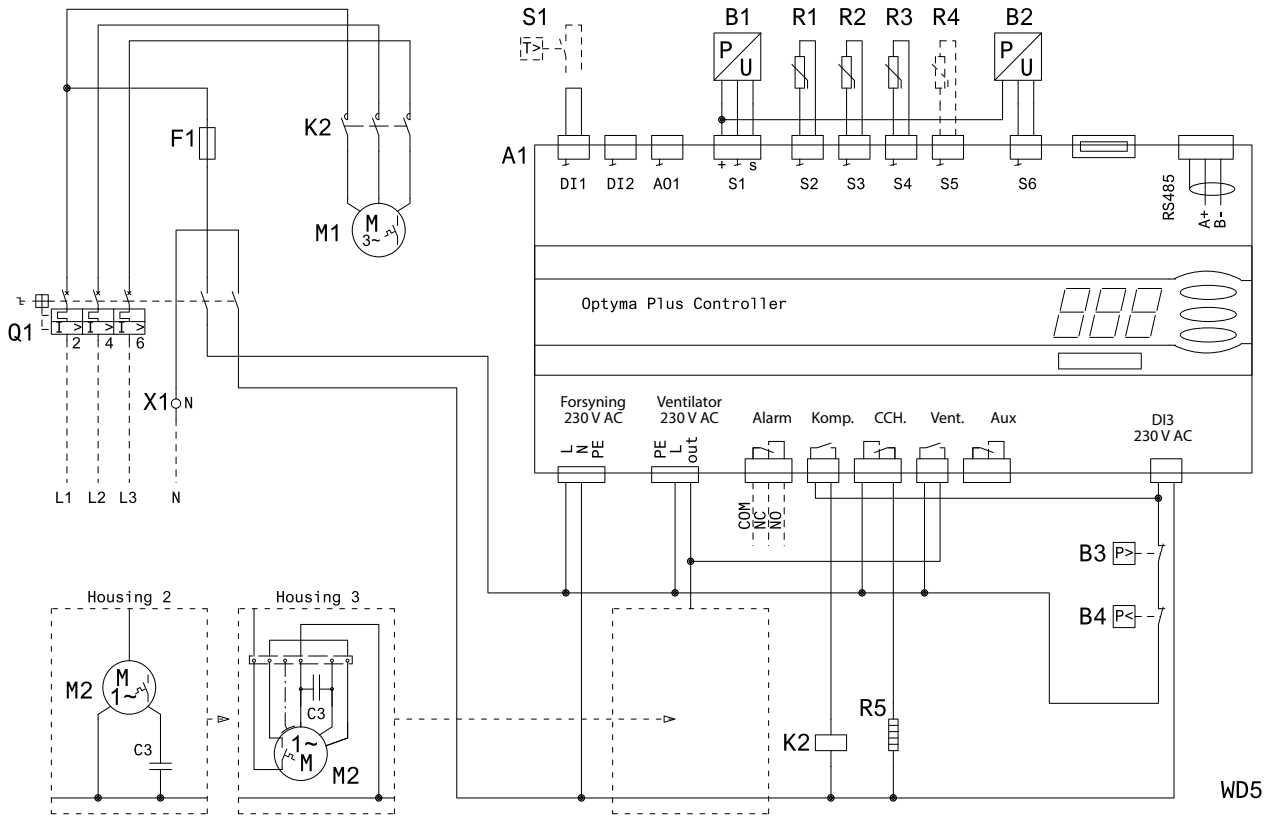 S1 B1 R1 R2 R3 R4 B2
T> P U P U
F1 K2
A1
+ s
DI1 DI2 AO1 S1 S2 S3 S4 S5 S6
RS485 A+ B-
M1 M 3~
Optyma Plus Controller
Q1 I > I > I >
2 4 6
X1 N
L1 L2 L3 N
Forsyning 230 V AC
Ventilator 230 V AC
Alarm Komp. CCH. Vent. Aux
DI3 230 V AC
L N PE
PE L out
COM NC NO
B3 P>
B4 P<
Housing 2 Housing 3
M2 M 1~
C3
C3
1~ M M2
K2 R5
WD5